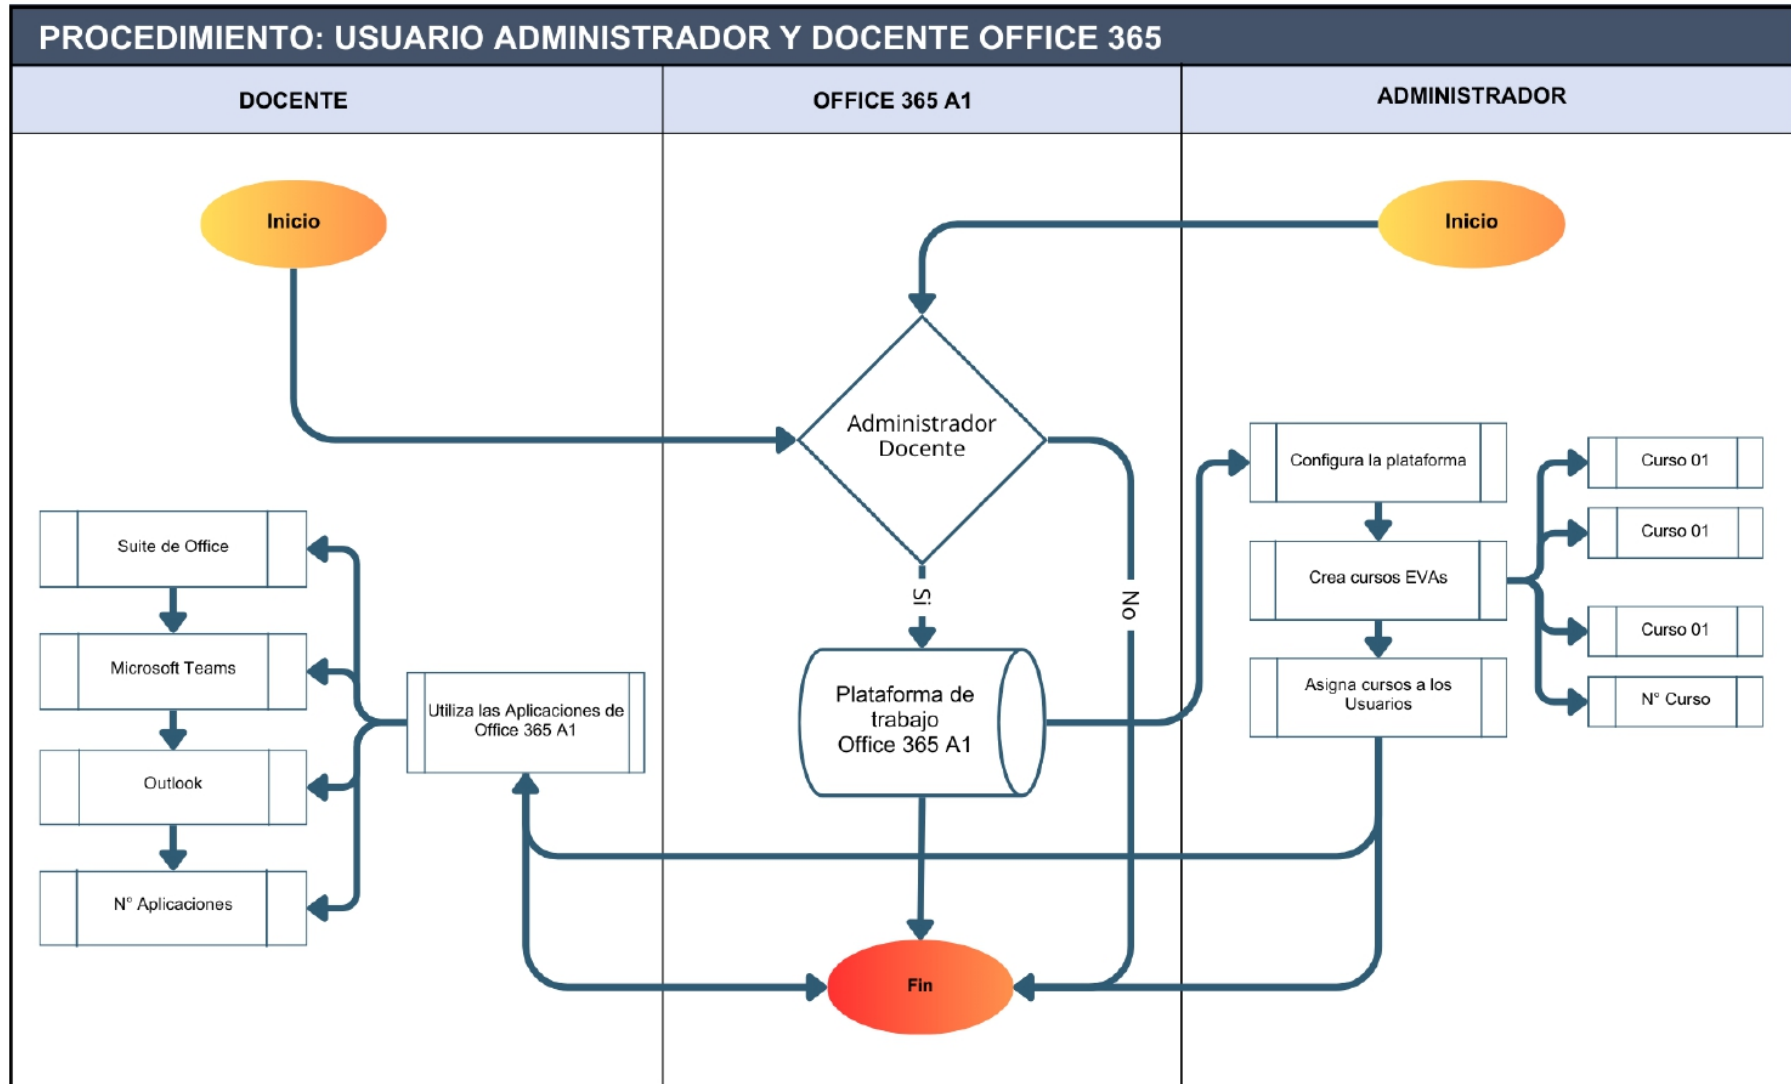 PROCEDIMIENTO: USUARIO ADMINISTRADOR Y DOCENTE OFFICE 365
DOCENTE
OFFICE 365 A1
ADMINISTRADOR
Inicio
Inicio
Administrador
Docente
Si
No
Configura la plataforma
Crea cursos EVAs
Asigna cursos a los
Usuarios
Curso 01
Curso 01
Curso 01
N° Curso
Suite de Office
Microsoft Teams
Outlook
N° Aplicaciones
Utiliza las Aplicaciones de
Office 365 A1
Plataforma de
trabajo
Office 365 A1
Fin